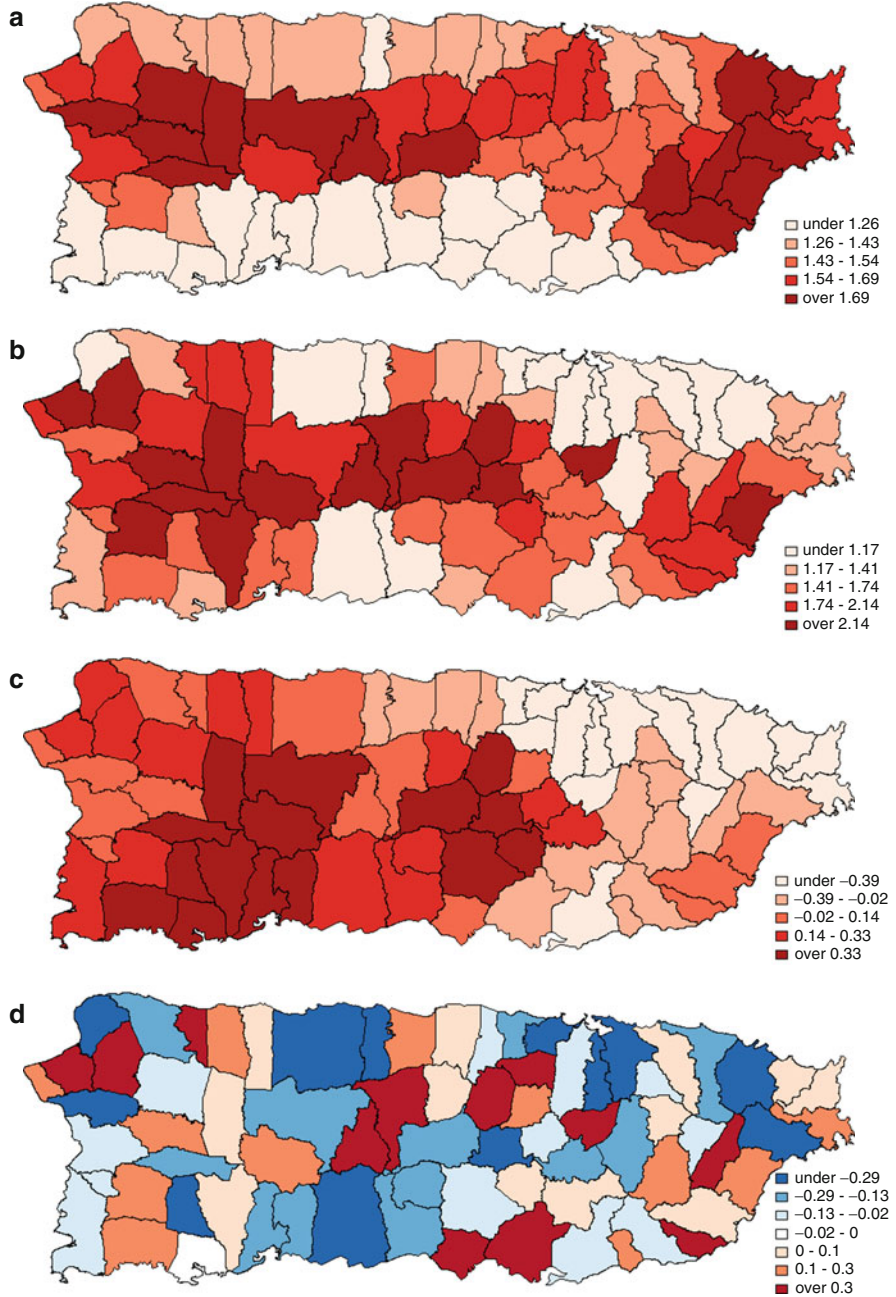 a
under 1.26
1.26 - 1.43
1.43 - 1.54
1.54 - 1.69
over 1.69
b
under 1.17
1.17 - 1.41
1.41 - 1.74
1.74 - 2.14
over 2.14
c
under −0.39
−0.39 - −0.02
−0.02 - 0.14
0.14 - 0.33
over 0.33
d
under −0.29
−0.29 - −0.13
−0.13 - −0.02
−0.02 - 0
0 - 0.1
0.1 - 0.3
over 0.3